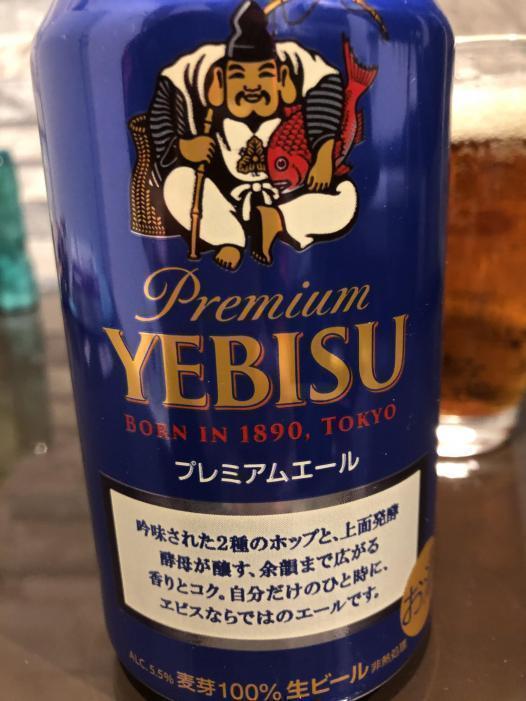 Premium
YEBISU
BORN IN 1890, TOKYO
プレミアムエール
吟味された2種のホップと、上面発酵
酵母が醸す、余韻まで広がる
香りとコク。自分だけのひと時に、
ヱビスならではのエールです。
お酒
ALC.5.5% 麦芽100% 生ビール 非熱処理